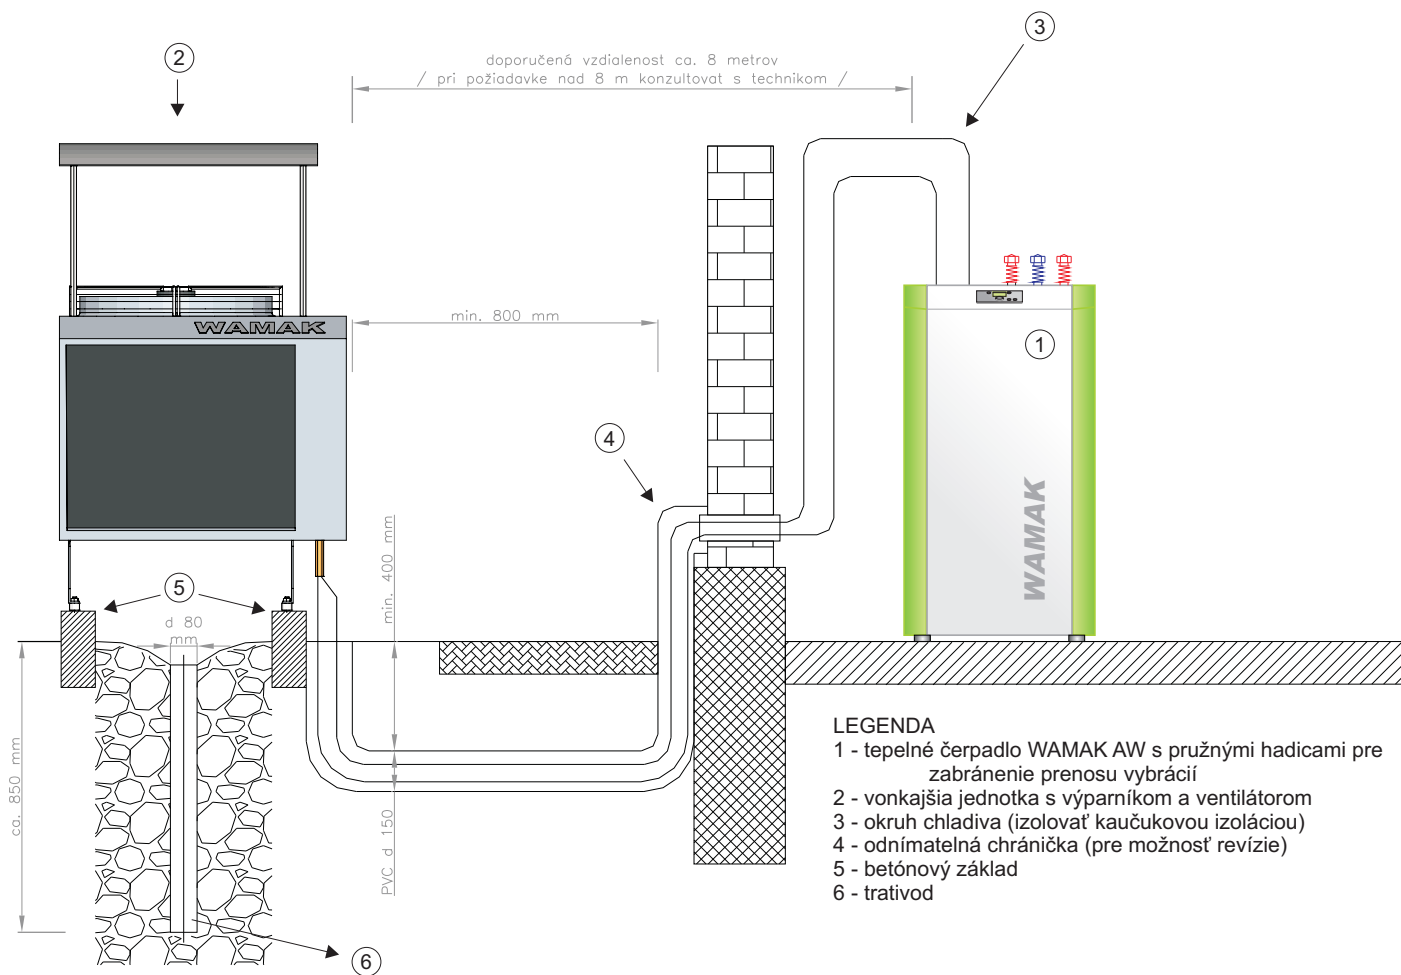 2
3
doporučená vzdialenost ca. 8 metrov
/ pri požiadavke nad 8 m konzultovat s technikom /
WAMAK
min. 800 mm
1
4
WAMAK
min. 400 mm
5
d 80
mm
ca. 850 mm
PVC d 150
6
LEGENDA
1 - tepelné čerpadlo WAMAK AW s pružnými hadicami pre
zabránenie prenosu vybrácií
2 - vonkajšia jednotka s výparníkom a ventilátorom
3 - okruh chladiva (izolovať kaučukovou izoláciou)
4 - odnímatelná chránička (pre možnosť revízie)
5 - betónový základ
6 - trativod